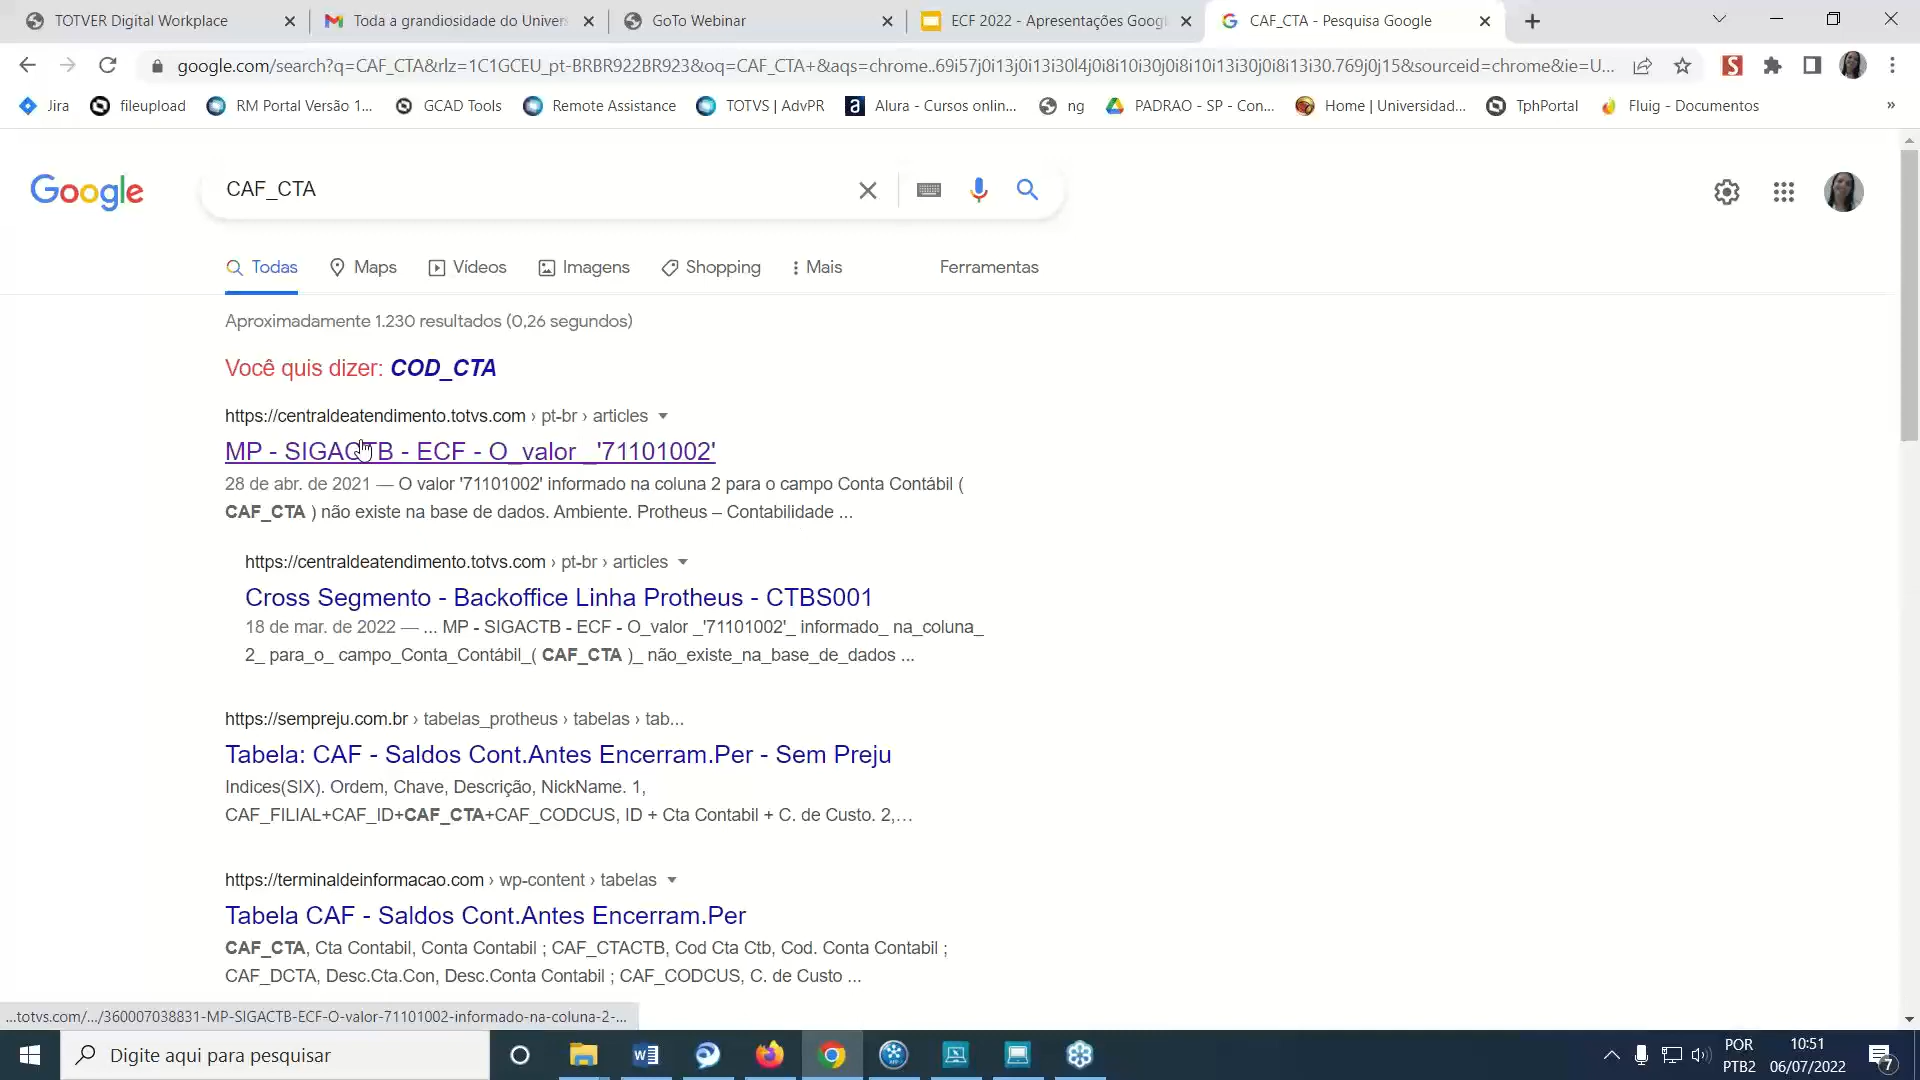 TOTVER Digital Workplace
Toda a grandiosidade do Univer
GoTo Webinar
ECF 2022 - Apresentações Googl
CAF_CTA - Pesquisa Google
google.com/search?q=CAF_CTA&rlz=1C1GCEU_pt-BRBR922BR923&oq=CAF_CTA+&aqs=chrome..69i57j0i13j0i13i30l4j0i8i10i30j0i8i10i13i30j0i8i13i30.769j0j15&sourceid=chrome&ie=U...
Jira
fileupload
RM Portal Versão 1...
GCAD Tools
Remote Assistance
TOTVS | AdvPR
Alura - Cursos onlin...
ng
PADRAO - SP - Con...
Home | Universidad...
TphPortal
Fluig - Documentos
»
Google
CAF_CTA
Todas
Maps
Vídeos
Imagens
Shopping
Mais
Ferramentas
Aproximadamente 1.230 resultados (0,26 segundos)
Você quis dizer: COD_CTA
https://centraldeatendimento.totvs.com › pt-br › articles
MP - SIGACTB - ECF - O_valor _'71101002'
28 de abr. de 2021 — O valor '71101002' informado na coluna 2 para o campo Conta Contábil (
CAF_CTA ) não existe na base de dados. Ambiente. Protheus – Contabilidade ...
https://centraldeatendimento.totvs.com › pt-br › articles
Cross Segmento - Backoffice Linha Protheus - CTBS001
18 de mar. de 2022 — ... MP - SIGACTB - ECF - O_valor _'71101002'_ informado_ na_coluna_
2_ para_o_ campo_Conta_Contábil_( CAF_CTA )_ não_existe_na_base_de_dados ...
https://sempreju.com.br › tabelas_protheus › tabelas › tab...
Tabela: CAF - Saldos Cont.Antes Encerram.Per - Sem Preju
Indices(SIX). Ordem, Chave, Descrição, NickName. 1,
CAF_FILIAL+CAF_ID+CAF_CTA+CAF_CODCUS, ID + Cta Contabil + C. de Custo. 2,...
https://terminaldeinformacao.com › wp-content › tabelas
Tabela CAF - Saldos Cont.Antes Encerram.Per
CAF_CTA, Cta Contabil, Conta Contabil ; CAF_CTACTB, Cod Cta Ctb, Cod. Conta Contabil ;
CAF_DCTA, Desc.Cta.Con, Desc.Conta Contabil ; CAF_CODCUS, C. de Custo ...
...totvs.com/.../360007038831-MP-SIGACTB-ECF-O-valor-71101002-informado-na-coluna-2-...
Digite aqui para pesquisar
POR
PTB2
10:51
06/07/2022
7